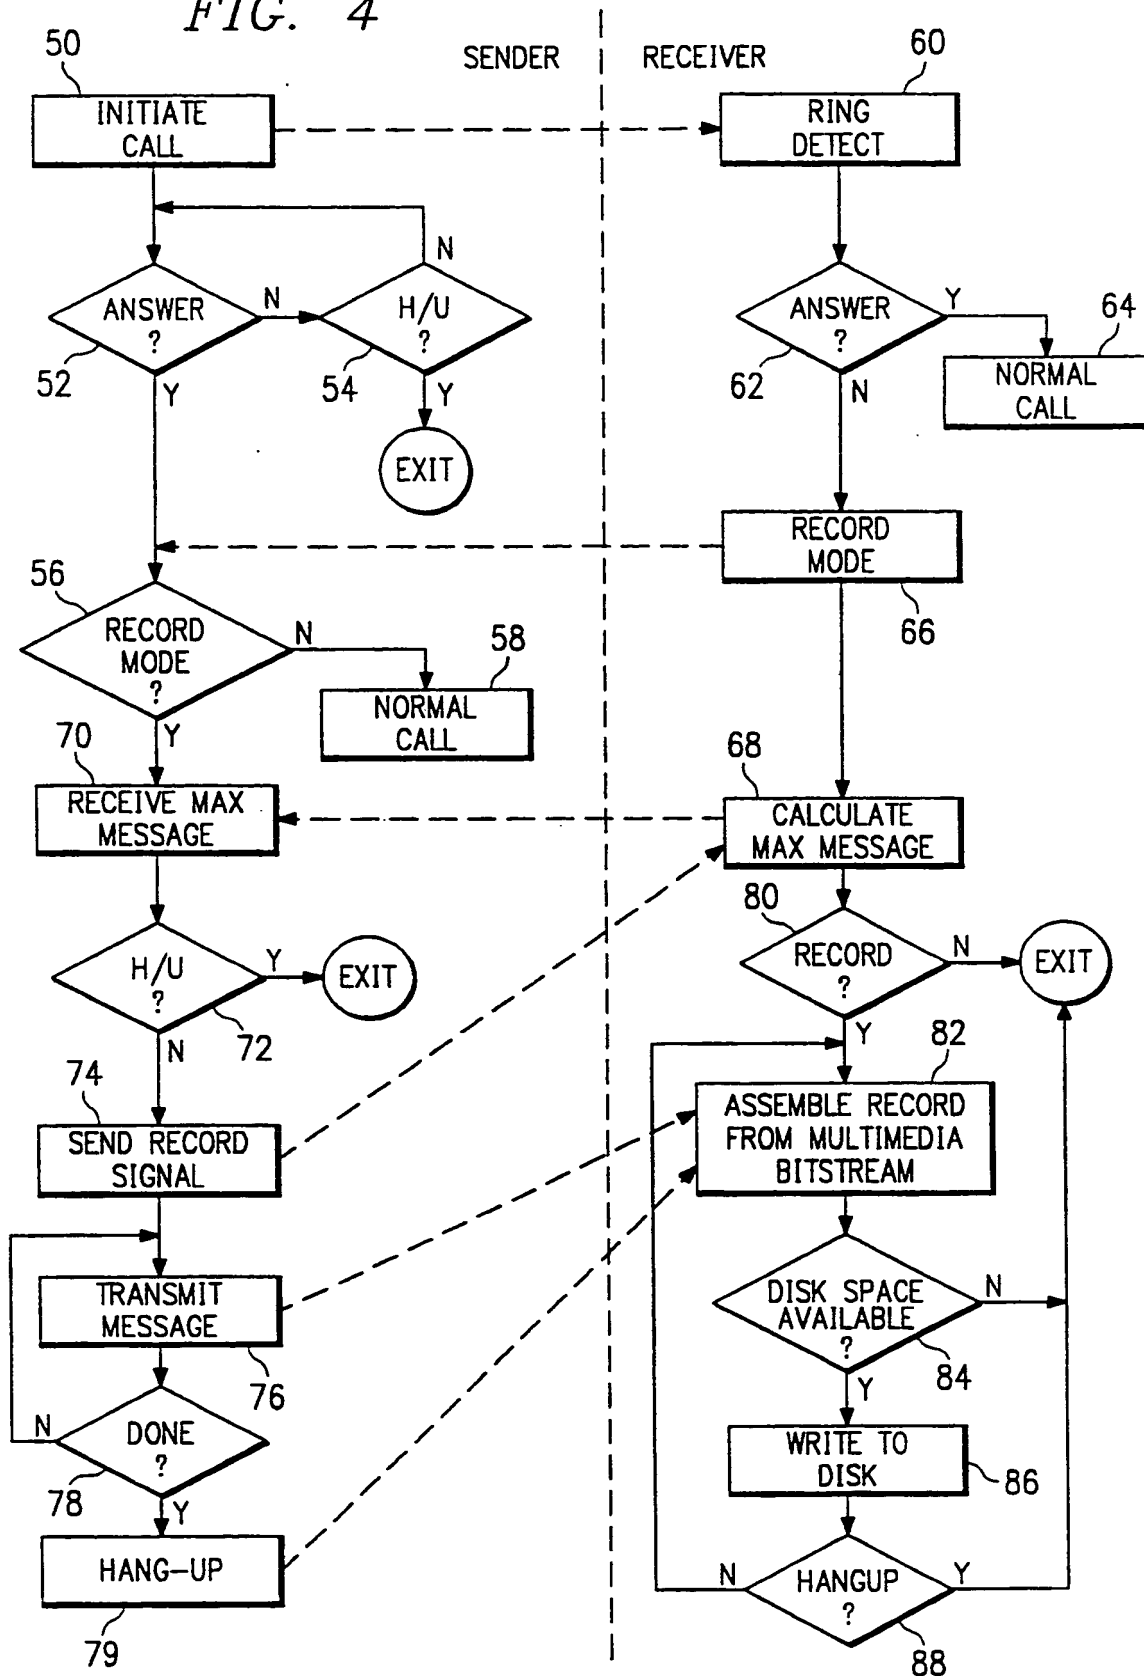 FIG. 4
SENDER
RECEIVER
50
INITIATE
CALL
60
RING
DETECT
N
ANSWER
?
N
H/U
?
52
54
Y
Y
EXIT
ANSWER
?
Y
62
64
N
NORMAL
CALL
RECORD
MODE
66
56
RECORD
MODE
?
N
58
NORMAL
CALL
Y
70
RECEIVE MAX
MESSAGE
68
CALCULATE
MAX MESSAGE
H/U
?
Y
EXIT
72
N
80
RECORD
?
N
EXIT
Y
74
SEND RECORD
SIGNAL
82
ASSEMBLE RECORD
FROM MULTIMEDIA
BITSTREAM
TRANSMIT
MESSAGE
76
DISK SPACE
AVAILABLE
?
N
84
Y
N
DONE
?
78
Y
WRITE TO
DISK
86
HANG-UP
79
N
HANGUP
?
Y
88